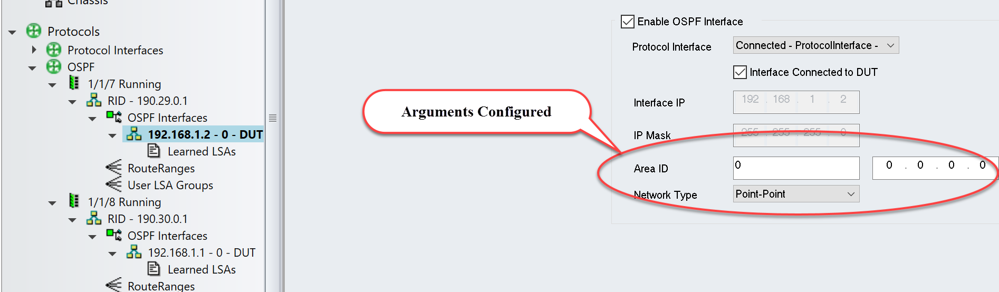 Chassis
Protocols
Protocol Interfaces
OSPF
1/1/7 Running
RID - 190.29.0.1
OSPF Interfaces
192.168.1.2 - 0 - DUT
Learned LSAs
RouteRanges
User LSA Groups
1/1/8 Running
RID - 190.30.0.1
OSPF Interfaces
192.168.1.1 - 0 - DUT
Learned LSAs
RouteRanges
Enable OSPF Interface
Protocol Interface Connected - ProtocolInterface -
Interface Connected to DUT
Arguments Configured
Interface IP 192 . 168 . 1 . 2
IP Mask 255 . 255 . 255 . 0
Area ID 0 0 . 0 . 0 . 0
Network Type Point-Point